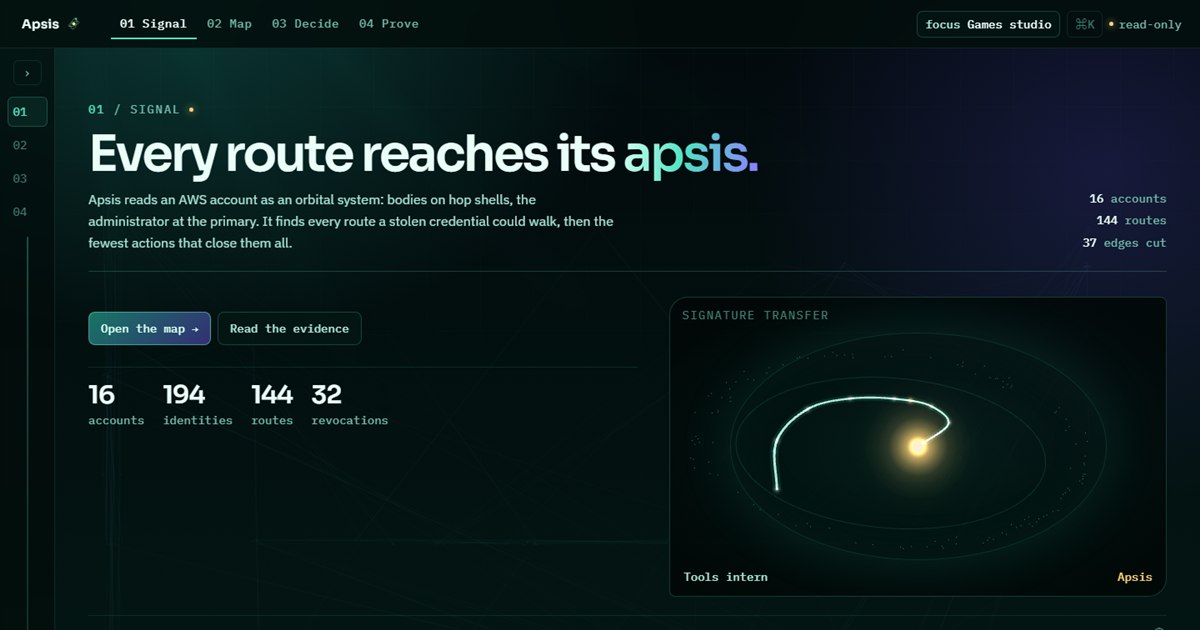 Apsis
01 Signal
02 Map
03 Decide
04 Prove
focus Games studio
⌘K
read-only
›
01
02
03
04
01 / SIGNAL
Every route reaches its apsis.
Apsis reads an AWS account as an orbital system: bodies on hop shells, the
administrator at the primary. It finds every route a stolen credential could walk, then the
fewest actions that close them all.
16 accounts
144 routes
37 edges cut
Open the map →
Read the evidence
16
accounts
194
identities
144
routes
32
revocations
SIGNATURE TRANSFER
Tools intern
Apsis